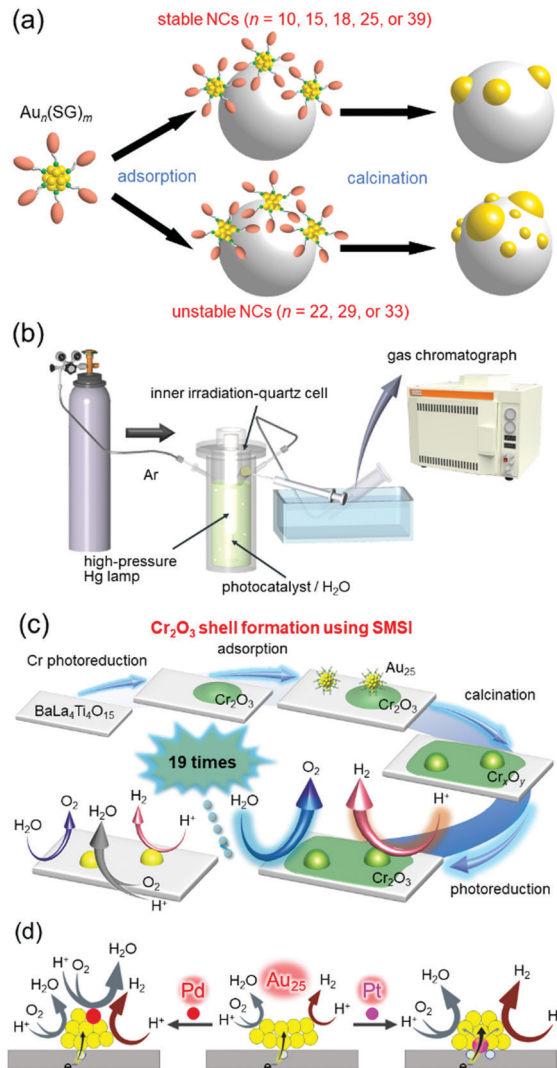 (a)
stable NCs (n = 10, 15, 18, 25, or 39)
Auₙ(SG)ₘ
adsorption
calcination
unstable NCs (n = 22, 29, or 33)
(b)
gas chromatograph
inner irradiation-quartz cell
Ar
high-pressure
Hg lamp
photocatalyst / H₂O
(c)
Cr₂O₃ shell formation using SMSI
Cr photoreduction
adsorption
Au₂₅
calcination
BaLa₄Ti₄O₁₅
Cr₂O₃
Cr₂O₃
CrₓOᵧ
19 times
O₂
H₂
H₂O
H⁺
O₂
H₂O
H₂
H₂O
H⁺
O₂
H⁺
Cr₂O₃
photoreduction
(d)
H₂O
H⁺
O₂
H₂O
H₂
O₂
H⁺
H⁺
e⁻
Pd
Au₂₅
H₂O
H₂
O₂
H⁺
H⁺
e⁻
Pt
H₂O
H₂
O₂
H⁺
H
e⁻